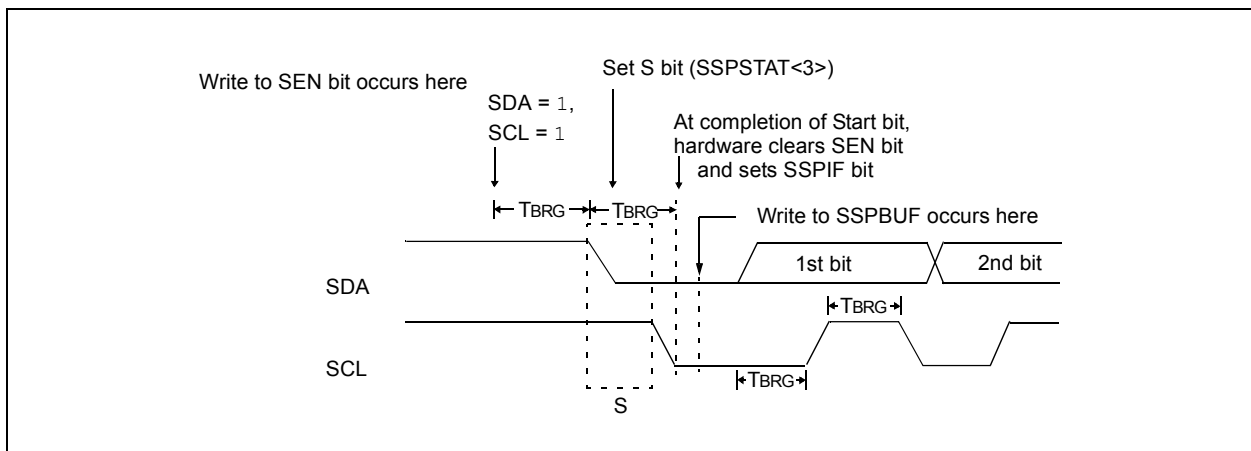 Set S bit (SSPSTAT<3>)
Write to SEN bit occurs here
SDA = 1,
SCL = 1
At completion of Start bit,
hardware clears SEN bit
and sets SSPIF bit
TBRG
TBRG
Write to SSPBUF occurs here
1st bit
2nd bit
SDA
TBRG
SCL
TBRG
S